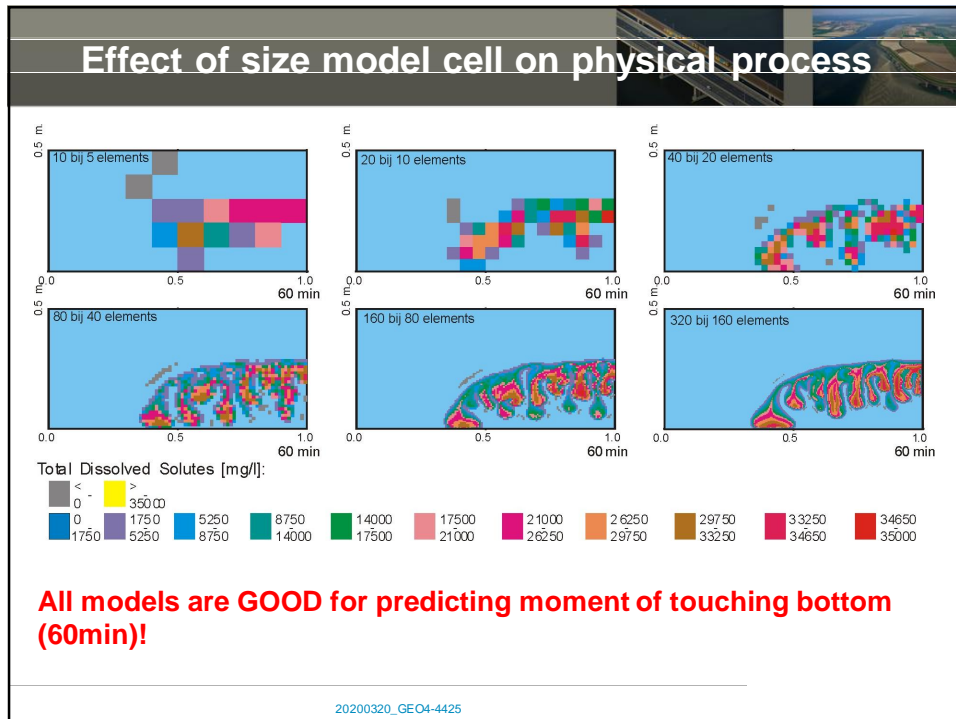 Effect of size model cell on physical process
0.5 m.
10 bij 5 elements
0.0
0.5
1.0
60 min
0.5 m.
20 bij 10 elements
0.0
0.5
1.0
60 min
0.5 m.
40 bij 20 elements
0.0
0.5
1.0
60 min
0.5 m.
80 bij 40 elements
0.0
0.5
1.0
60 min
0.5 m.
160 bij 80 elements
0.0
0.5
1.0
60 min
0.5 m.
320 bij 160 elements
0.0
0.5
1.0
60 min
Total Dissolved Solutes [mg/l]:
< 0 -
> - 35000
0 - 1750
1750 - 5250
5250 - 8750
8750 - 14000
14000 - 17500
17500 - 21000
21000 - 26250
26250 - 29750
29750 - 33250
33250 - 34650
34650 - 35000
All models are GOOD for predicting moment of touching bottom
(60min)!
20200320_GEO4-4425